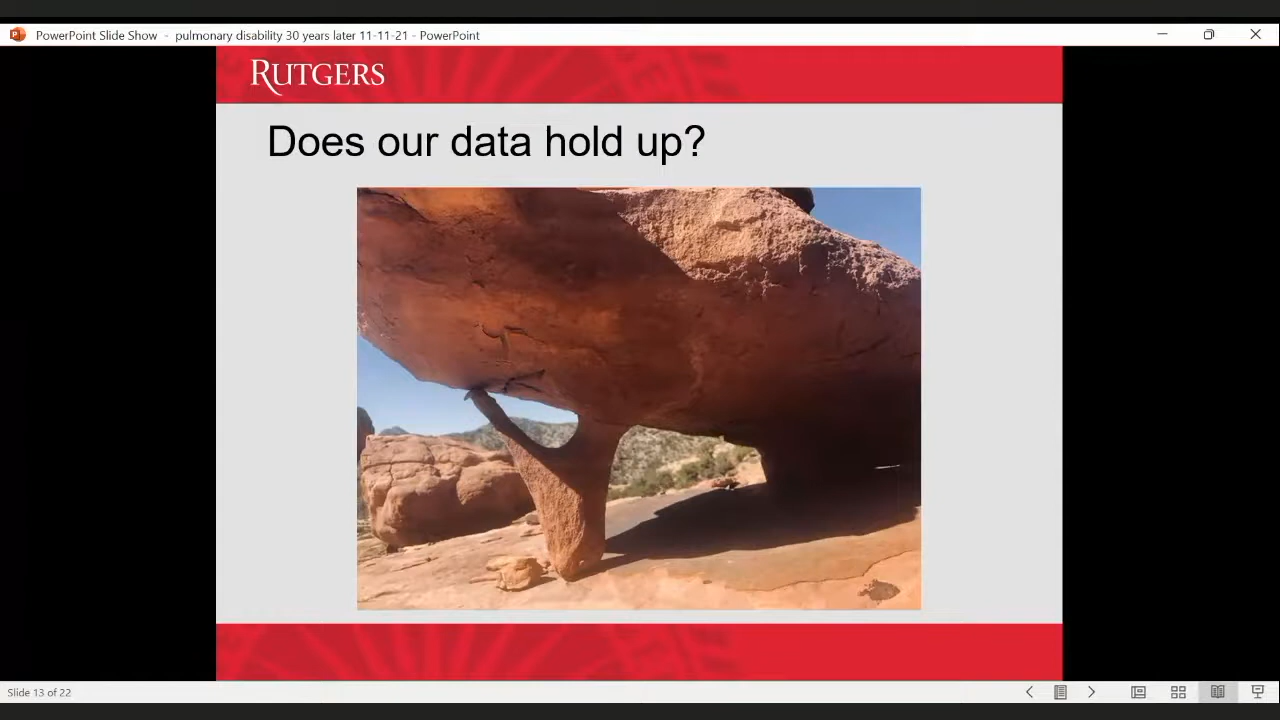 PowerPoint Slide Show - pulmonary disability 30 years later 11-11-21 - PowerPoint
RUTGERS
Does our data hold up?
Slide 13 of 22